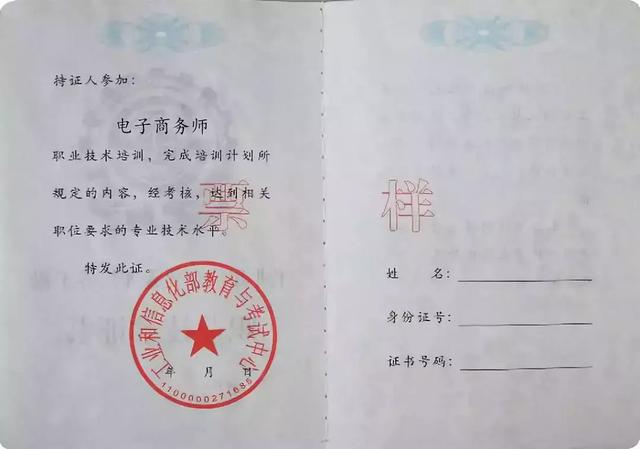 持证人参加：
电子商务师
职业技术培训，完成培训计划所
规定的内容，经考核，达到相关
职位要求的专业技术水平。
特发此证。
工业和信息化部教育与考试中心
年 月 日
1100000271685
票 样
姓 名：
身份证号：
证书号码：